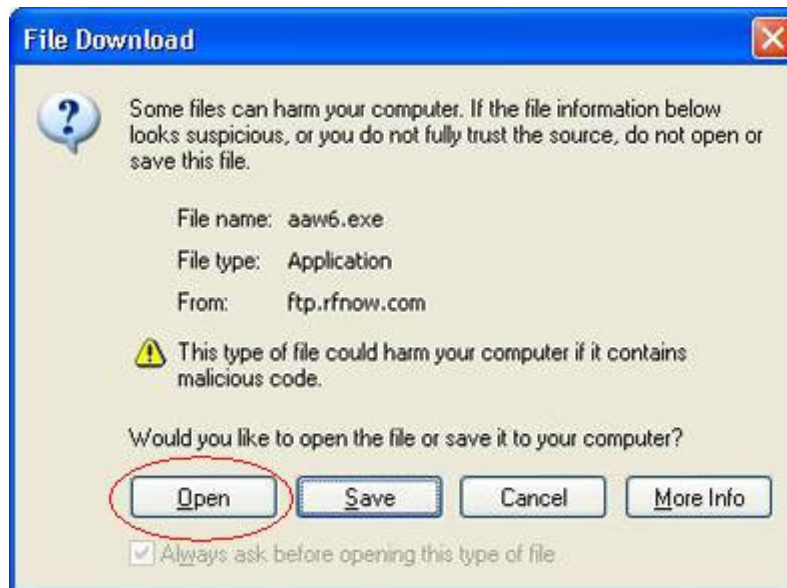 File Download
Some files can harm your computer. If the file information below
looks suspicious, or you do not fully trust the source, do not open or
save this file.
File name: aaw6.exe
File type: Application
From: ftp.rfnow.com
This type of file could harm your computer if it contains
malicious code.
Would you like to open the file or save it to your computer?
Open Save Cancel More Info
Always ask before opening this type of file